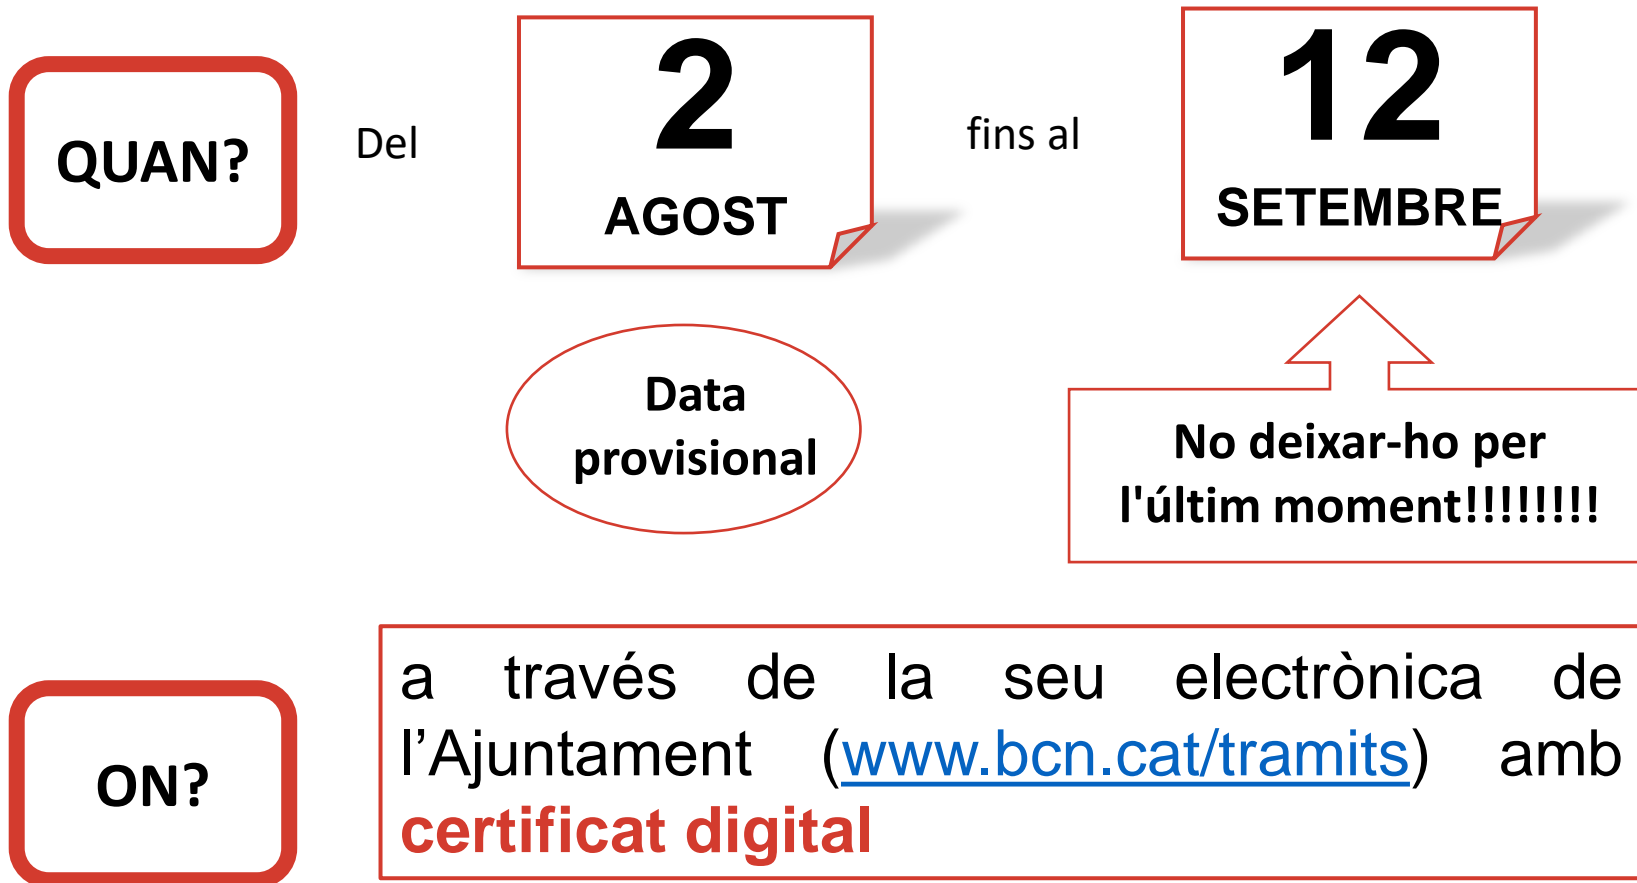 QUAN?
Del
2
AGOST
fins al
12
SETEMBRE
Data
provisional
No deixar-ho per
l'últim moment!!!!!!!!
ON?
a través de la seu electrònica de
l’Ajuntament (www.bcn.cat/tramits) amb
certificat digital